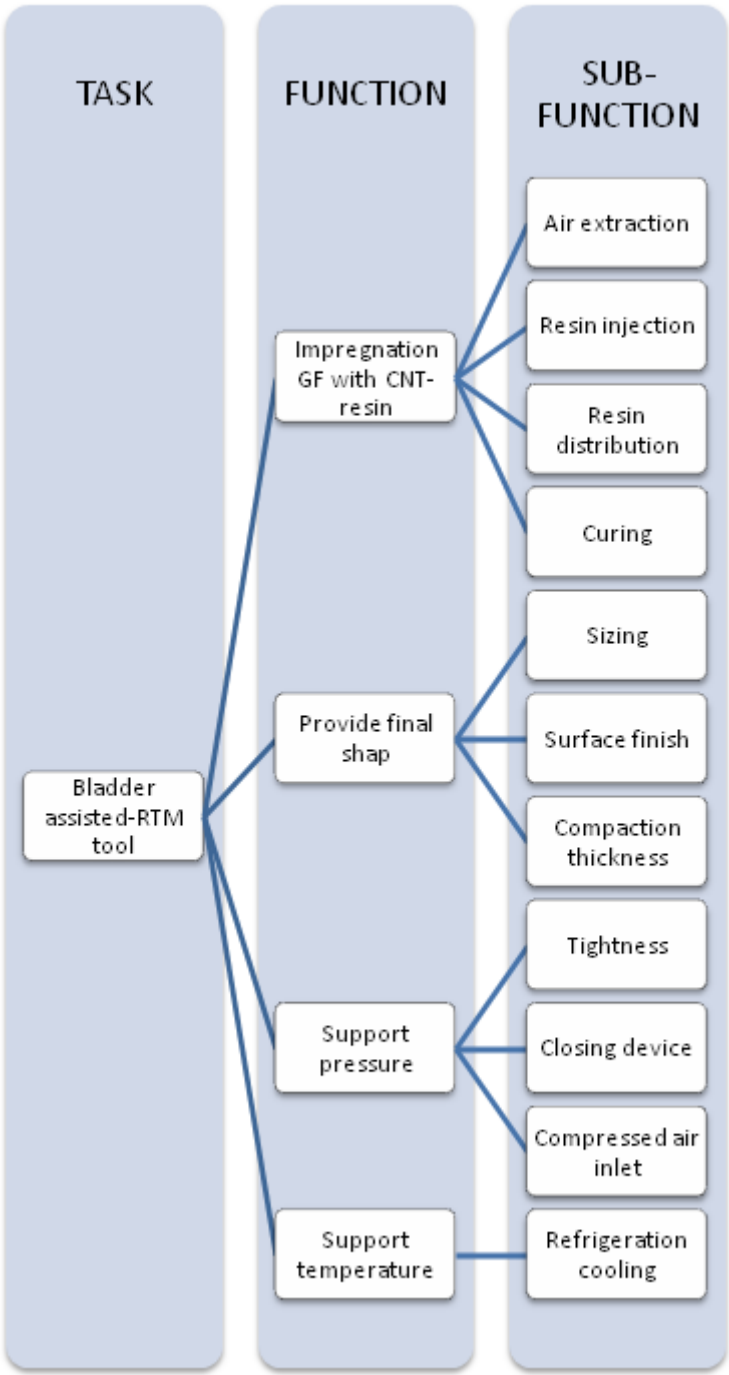 TASK
FUNCTION
SUB-
FUNCTION
Air extraction
Resin injection
Impregnation
GF with CNT-
resin
Resin
distribution
Curing
Sizing
Provide final
shap
Surface finish
Bladder
assisted-RTM
tool
Compaction
thickness
Tightness
Support
pressure
Closing device
Compressed air
inlet
Support
temperature
Refrigeration
cooling